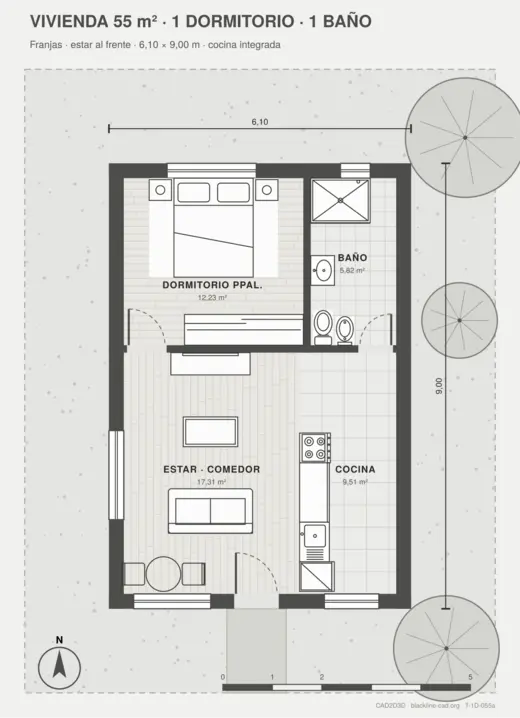 VIVIENDA 55 m² · 1 DORMITORIO · 1 BAÑO
Franjas · estar al frente · 6,10 × 9,00 m · cocina integrada
6,10
BAÑO
5,82 m²
DORMITORIO PPAL.
12,23 m²
9,00
ESTAR · COMEDOR
17,31 m²
COCINA
9,51 m²
N
0
1
2
5
CAD2D3D · blackline-cad.org · T-1D-055a